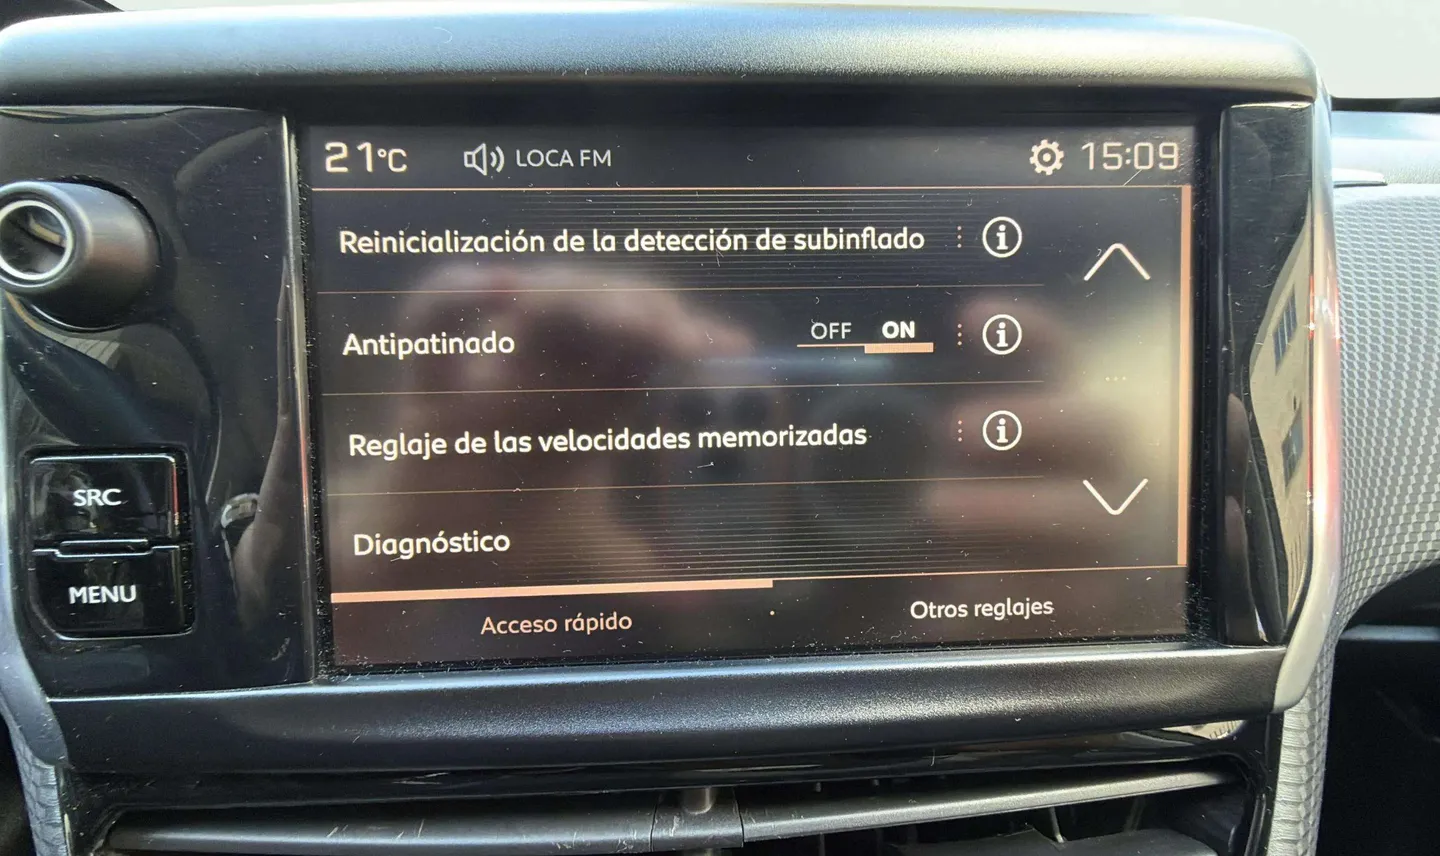 21°C LOCA FM 15:09
Reinicialización de la detección de subinflado i
Antipatinado OFF ON i
Reglaje de las velocidades memorizadas i
SRC
Diagnóstico
MENU
Acceso rápido Otros reglajes